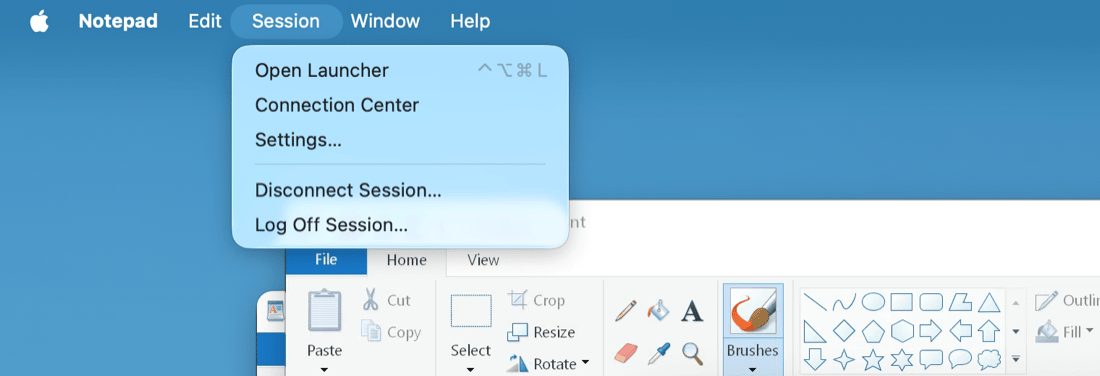 Notepad Edit Session Window Help
Open Launcher ^⌥⌘L
Connection Center
Settings...
Disconnect Session...
Log Off Session...
nt
File Home View
Paste
Cut
Copy
Select
Crop
Resize
Rotate
A
Brushes
Fill